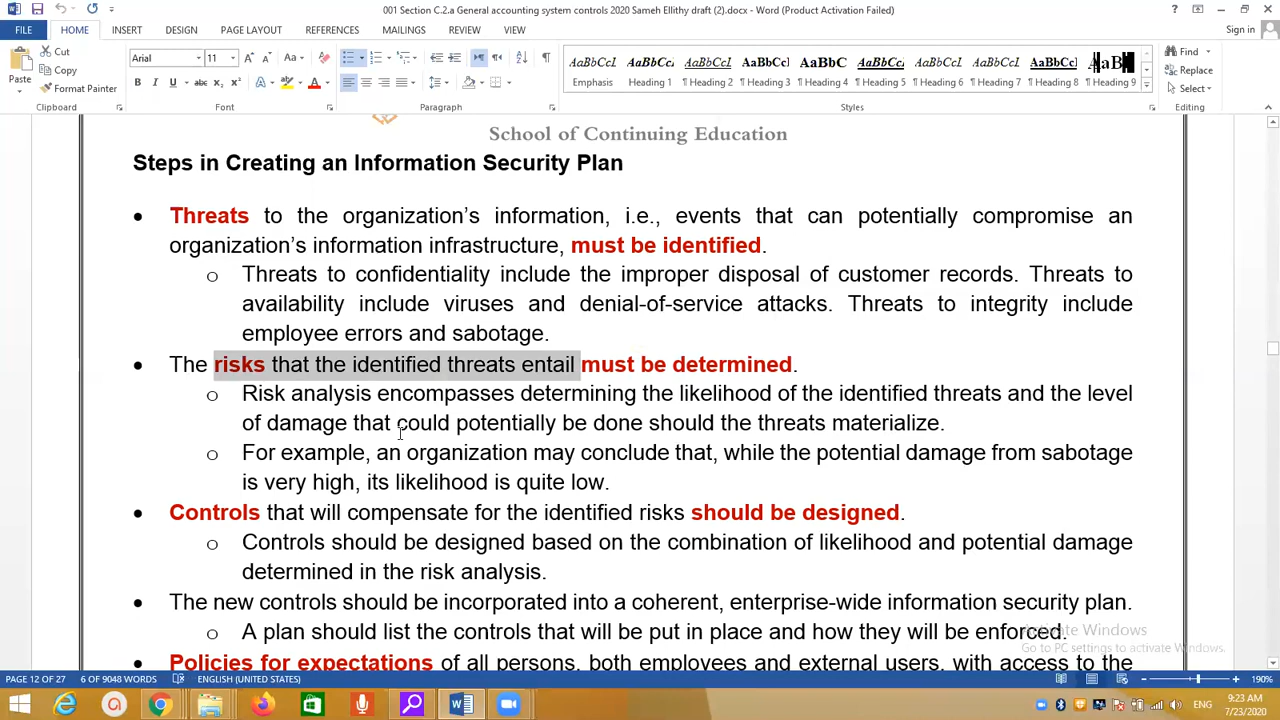 001 Section C.2.a General accounting system controls 2020 Sameh Ellithy draft (2).docx - Word (Product Activation Failed)
FILE HOME INSERT DESIGN PAGE LAYOUT REFERENCES MAILINGS REVIEW VIEW Sign in
Paste
Cut
Copy
Format Painter
Clipboard
Arial 11
Font
Paragraph
AaBbCcI AaBbCcI AaBbCcI AaBbCcI AaBbC AaBbCcI AaBbCcI AaBbCcI AaBbCcI AaB
Emphasis Heading 1 Heading 2 Heading 3 Heading 4 Heading 5 Heading 6 Heading 7 Heading 8 Heading 9
Styles
Find
Replace
Select
Editing
School of Continuing Education
Steps in Creating an Information Security Plan
• Threats to the organization's information, i.e., events that can potentially compromise an
organization's information infrastructure, must be identified.
o Threats to confidentiality include the improper disposal of customer records. Threats to
availability include viruses and denial-of-service attacks. Threats to integrity include
employee errors and sabotage.
• The risks that the identified threats entail must be determined.
o Risk analysis encompasses determining the likelihood of the identified threats and the level
of damage that could potentially be done should the threats materialize.
o For example, an organization may conclude that, while the potential damage from sabotage
is very high, its likelihood is quite low.
• Controls that will compensate for the identified risks should be designed.
o Controls should be designed based on the combination of likelihood and potential damage
determined in the risk analysis.
• The new controls should be incorporated into a coherent, enterprise-wide information security plan.
o A plan should list the controls that will be put in place and how they will be enforced.
• Policies for expectations of all persons, both employees and external users, with access to the
Activate Windows
Go to PC settings to activate Windows.
PAGE 12 OF 27 6 OF 9048 WORDS ENGLISH (UNITED STATES) 190%
ENG
9:23 AM
7/23/2020